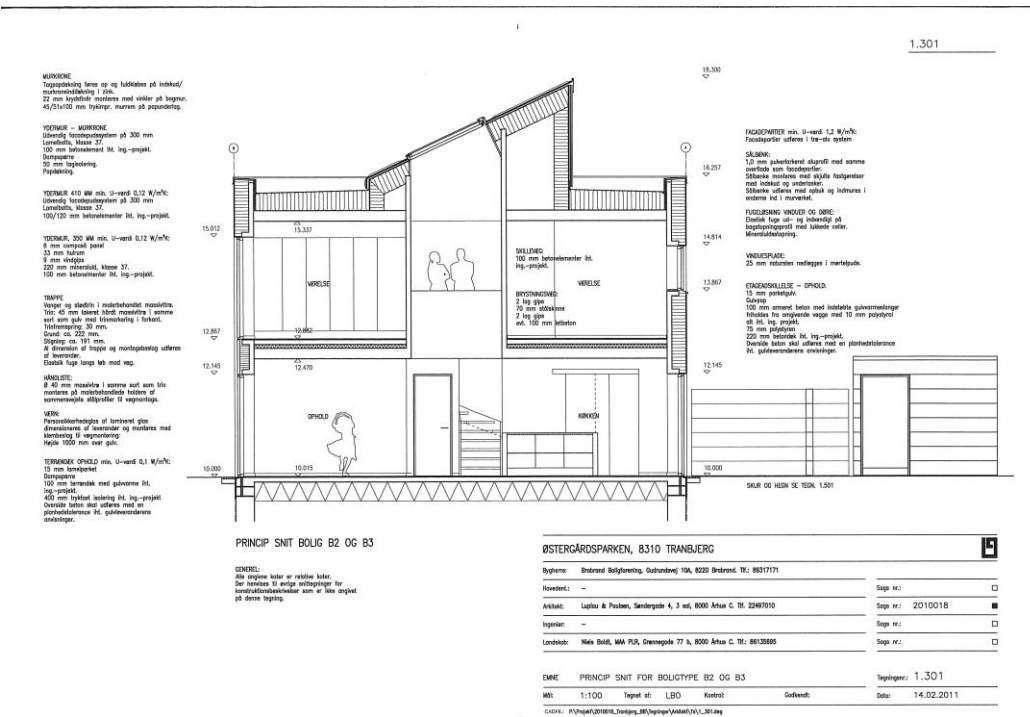 1.301
MURKRONE
Tagpapdækning føres op og fuldklæbes på indskud/
murkroneinddækning i zink.
22 mm krydsfinér monteres med vinkler på bagmur.
45/51x100 mm trykimpr. murrem på papunderlag.
YDERMUR – MURKRONE
Udvendig facadepudssystem på 300 mm
Lamelbatts, klasse 37.
100 mm betonelement iht. ing.-projekt.
Dampspærre
50 mm tagisolering.
Papdækning.
YDERMUR 410 MM min. U-værdi 0,12 W/m²K:
Udvendig facadepudssystem på 300 mm
Lamelbatts, klasse 37.
100/120 mm betonelementer iht. ing.-projekt.
YDERMUR, 350 MM min. U-værdi 0,12 W/m²K:
8 mm composit panel
33 mm hulrum
9 mm vindgips
220 mm mineraluld, klasse 37.
100 mm betonelmenter iht. ing.-projekt.
TRAPPE
Vanger og stødtrin i malerbehandlet massivtræ.
Trin: 45 mm lakeret hårdt massivtræ i samme
sort som gulv med trinmarkering i forkant.
Trinfremspring: 30 mm.
Grund: ca. 222 mm.
Stigning: ca. 191 mm.
Al dimension af trappe og montagebeslag udføres
af leverandør.
Elastisk fuge langs løb mod væg.
HÅNDLISTE:
Ø 40 mm massivtræ i samme sort som trin
monteres på malerbehandlede holdere af
sammensvejste stålprofiler til vægmontage.
VÆRN:
Personsikkerhedsglas af lamineret glas
dimensioneres af leverandør og monteres med
klembeslag til vægmontering:
Højde 1000 mm over gulv.
TERRÆNDÆK OPHOLD min. U-værdi 0,1 W/m²K:
15 mm lamelparket
Dampspærre
100 mm terrændæk med gulvvarme iht.
ing.-projekt.
400 mm trykfast isolering iht. ing.-projekt
Overside beton skal udføres med en
planhedstolerance iht. gulvleverandørens
anvisninger.
B
A
18.300
16.257
15.012
15.337
14.814
13.867
12.867
12.882
12.145
12.470
12.145
10.000
10.015
10.000
VÆRELSE
VÆRELSE
SKILLEVÆG:
100 mm betonelementer iht.
ing.-projekt.
BRYSTNINGSVÆG:
2 lag gips
70 mm stålskinne
2 lag gips
evt. 100 mm letbeton
OPHOLD
KØKKEN
FACADEPARTIER min. U-værdi 1,2 W/m²K:
Facadepartier udføres i træ-alu system
SÅLBÆNK:
1,0 mm pulverlakeret aluprofil med samme
overflade som facadepartier.
Sålbænke monteres med skjulte fastgørelser
med indskud og underlasker.
Sålbænke udføres med opbuk og indmures i
enderne ind i murværket.
FUGELØSNING VINDUER OG DØRE:
Elastisk fuge ud- og indvendigt på
bagstopningsprofil med lukkede celler.
Mineraluldsstopning.
VINDUESPLADE:
25 mm natursten nedlægges i mørtelpude.
ETAGEADSKILLELSE – OPHOLD:
15 mm parketgulv.
Gulvpap
100 mm armeret beton med indstøbte gulvvarmeslanger
friholdes fra omgivende vægge med 10 mm polystyrol
alt iht. ing. projekt.
75 mm polystyren
220 mm betondæk iht. ing.-projekt.
Overside beton skal udføres med en planhedstolerance
iht. gulvleverandørens anvisninger.
SKUR OG HEGN SE TEGN. 1.501
PRINCIP SNIT BOLIG B2 OG B3
GENEREL:
Alle angivne koter er relative koter.
Der henvises til øvrige snittegninger for
konstruktionsbeskrivelser som er ikke angivet
på denne tegning.
ØSTERGÅRDSPARKEN, 8310 TRANBJERG
Bygherre: Brabrand Boligforening, Gudrunsvej 10A, 8220 Brabrand. Tlf.: 89317171
Hovedent.: –
Sags nr.:
Arkitekt: Luplau & Poulsen, Søndergade 4, 3 sal, 8000 Århus C. Tlf. 22497010
Sags nr.: 2010018
Ingeniør: –
Sags nr.:
Landskab: Niels Boldt, MAA PLR, Grønnegade 77 b, 8000 Århus C. Tlf.: 86135695
Sags nr.:
EMNE PRINCIP SNIT FOR BOLIGTYPE B2 OG B3
Tegningsnr.: 1.301
Mål: 1:100 Tegnet af: LBO Kontrol: Godkendt:
Dato: 14.02.2011
CADFIL: P:\Projekt\2010018_Tranbjerg_BB\Tegninger\Arkitekt\Ta\1_301.dwg